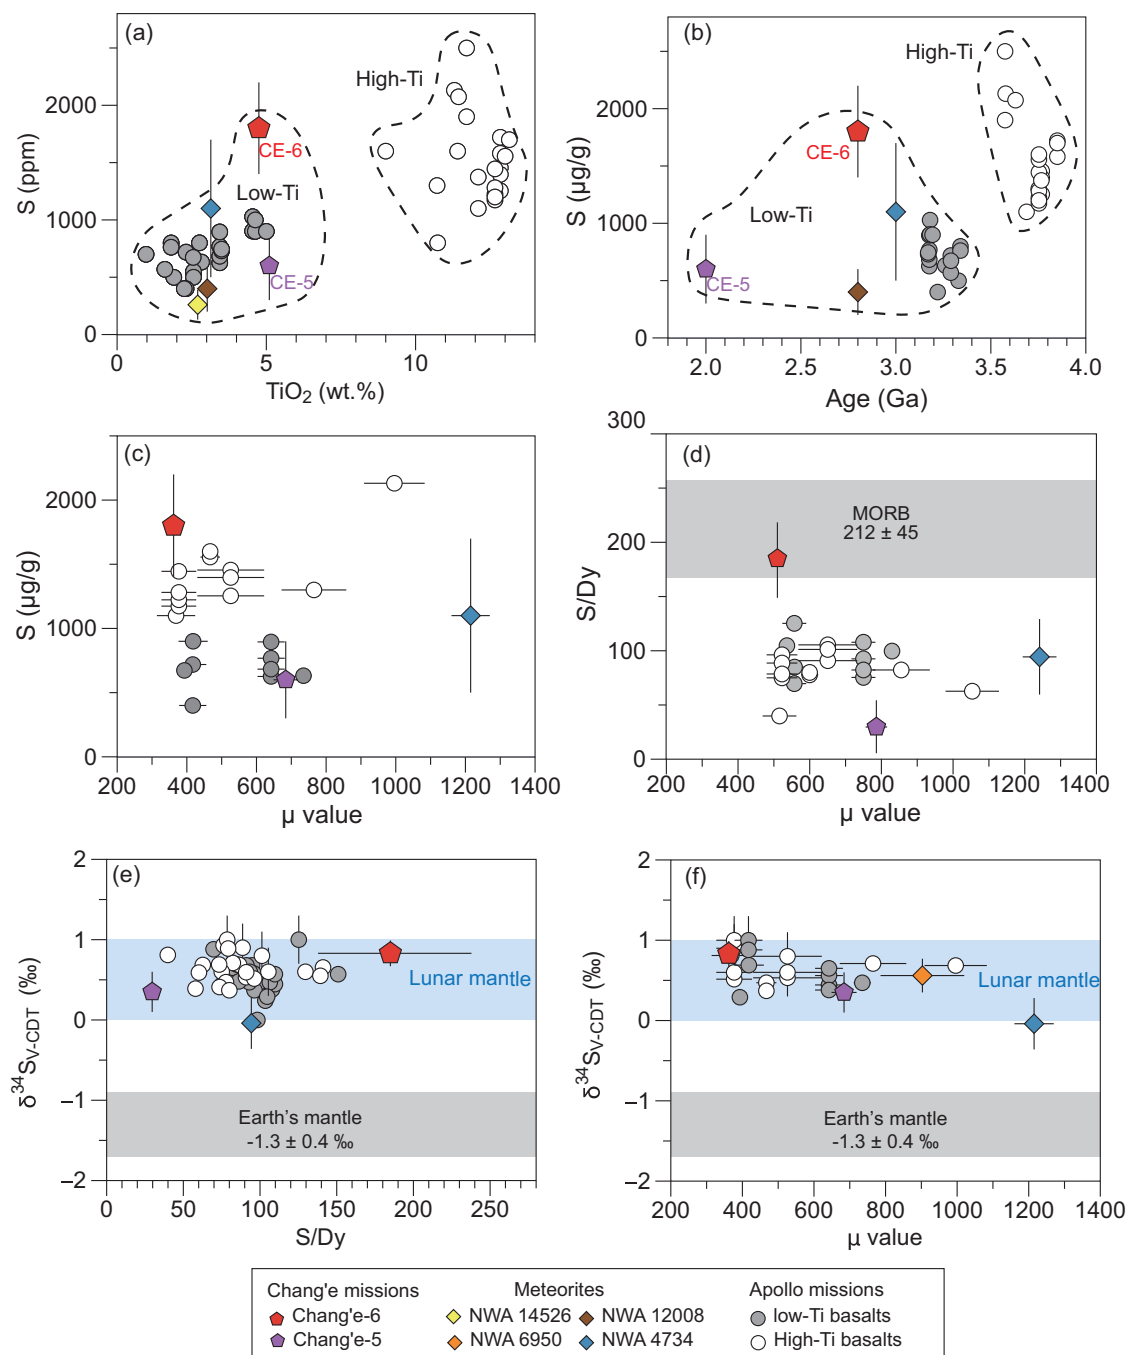 (a)
High-Ti
CE-6
Low-Ti
CE-5
S (ppm)
2000
1000
0
0 5 10
TiO2 (wt.%)
(b)
High-Ti
CE-6
Low-Ti
CE-5
S (µg/g)
2000
1000
0
2.0 2.5 3.0 3.5 4.0
Age (Ga)
(c)
S (µg/g)
2000
1000
0
200 400 600 800 1000 1200 1400
µ value
(d)
MORB
212 ± 45
S/Dy
300
200
100
0
200 400 600 800 1000 1200 1400
µ value
(e)
Lunar mantle
Earth's mantle
-1.3 ± 0.4 ‰
δ34SV-CDT (‰)
2
1
0
−1
−2
0 50 100 150 200 250
S/Dy
(f)
Lunar mantle
Earth's mantle
-1.3 ± 0.4 ‰
δ34SV-CDT (‰)
2
1
0
−1
−2
200 400 600 800 1000 1200 1400
µ value
Chang'e missions
Chang'e-6
Chang'e-5
Meteorites
NWA 14526 NWA 12008
NWA 6950 NWA 4734
Apollo missions
low-Ti basalts
High-Ti basalts